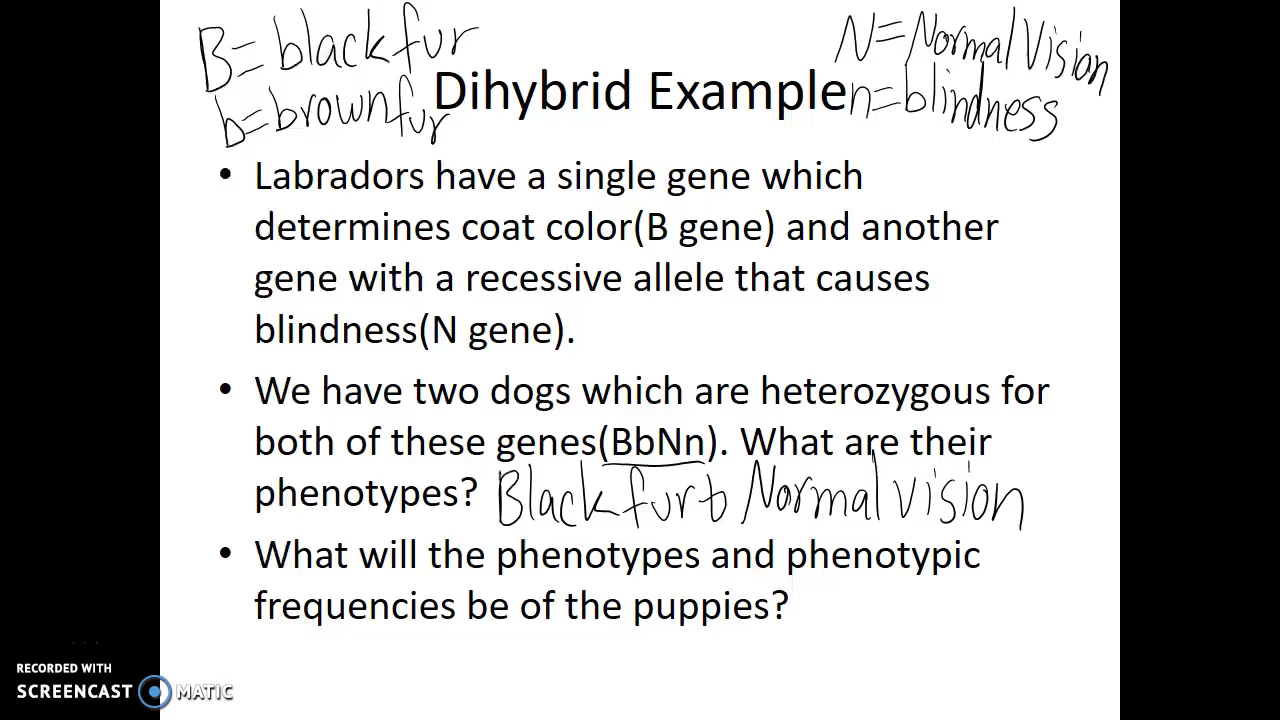 B=black fur
b=brown fur
N=Normal Vision
n=blindness
Dihybrid Example
• Labradors have a single gene which
determines coat color(B gene) and another
gene with a recessive allele that causes
blindness(N gene).
• We have two dogs which are heterozygous for
both of these genes(BbNn). What are their
phenotypes? Black fur + Normal vision
• What will the phenotypes and phenotypic
frequencies be of the puppies?
RECORDED WITH
SCREENCAST MATIC